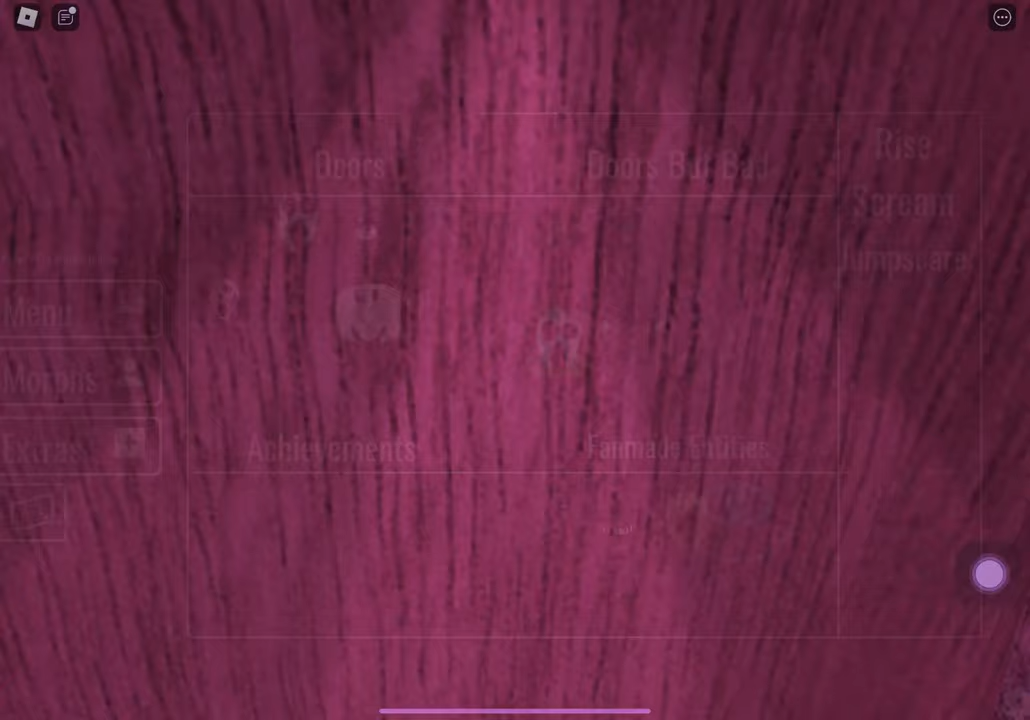 Rise
Doors
Doors But Bad
Scream
Jumpscare
Menu
Morphs
Extras
Achievements
Fanmade Entities